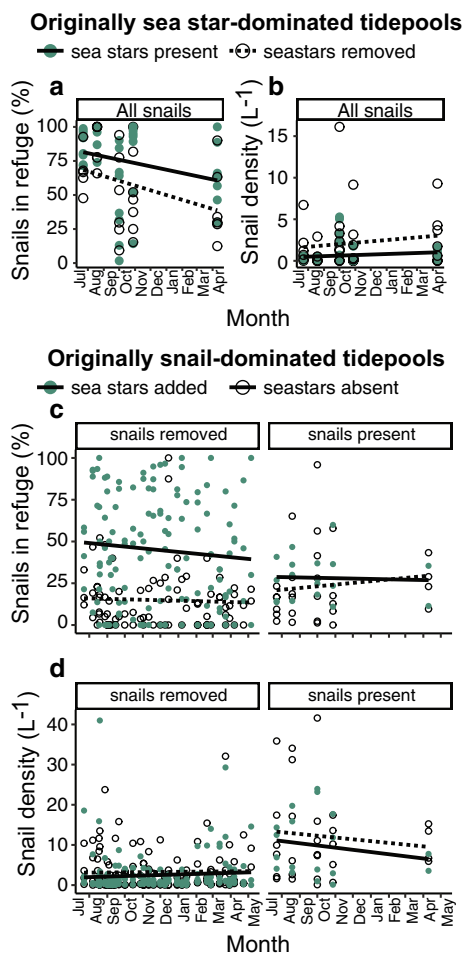 Originally sea star-dominated tidepools
sea stars present seastars removed
a b
All snails All snails
Snails in refuge (%)
100
75
50
25
0
Snail density (L-1)
15
10
5
0
Jul Aug Sep Oct Nov Dec Jan Feb Mar Apr
Jul Aug Sep Oct Nov Dec Jan Feb Mar Apr
Month
Originally snail-dominated tidepools
sea stars added seastars absent
c
snails removed snails present
Snails in refuge (%)
100
75
50
25
0
d
snails removed snails present
Snail density (L-1)
40
30
20
10
0
Jul Aug Sep Oct Nov Dec Jan Feb Mar Apr May
Jul Aug Sep Oct Nov Dec Jan Feb Mar Apr May
Month